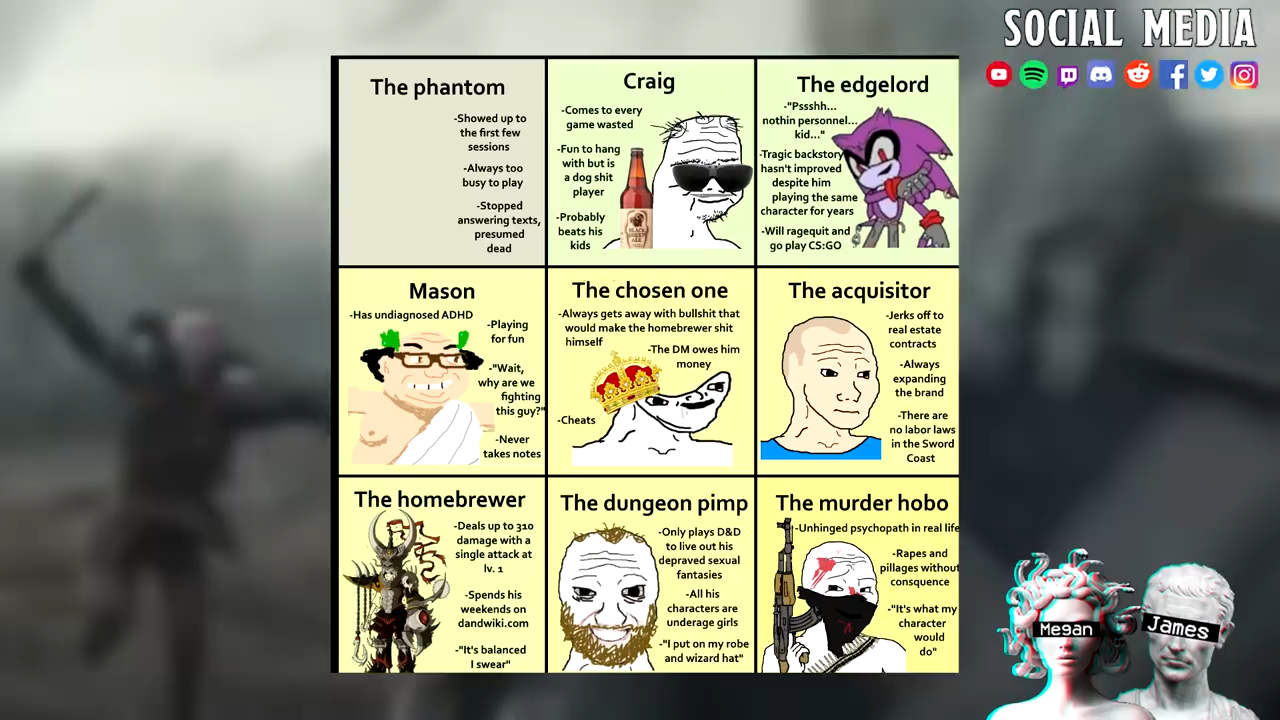 SOCIAL MEDIA
The phantom
-Showed up to
the first few
sessions
-Always too
busy to play
-Stopped
answering texts,
presumed
dead
Craig
-Comes to every
game wasted
-Fun to hang
with but is
a dog shit
player
-Probably
beats his
kids
BLACK
SHEEP
ALE
The edgelord
-"Pssshh...
nothin personnel...
kid..."
-Tragic backstory
hasn't improved
despite him
playing the same
character for years
-Will ragequit and
go play CS:GO
Mason
-Has undiagnosed ADHD
-Playing
for fun
-"Wait,
why are we
fighting
this guy?"
-Never
takes notes
The chosen one
-Always gets away with bullshit that
would make the homebrewer shit
himself
-The DM owes him
money
-Cheats
The acquisitor
-Jerks off to
real estate
contracts
-Always
expanding
the brand
-There are
no labor laws
in the Sword
Coast
The homebrewer
-Deals up to 310
damage with a
single attack at
lv. 1
-Spends his
weekends on
dandwiki.com
-"It's balanced
I swear"
The dungeon pimp
-Only plays D&D
to live out his
depraved sexual
fantasies
-All his
characters are
underage girls
-"I put on my robe
and wizard hat"
The murder hobo
-Unhinged psychopath in real life
-Rapes and
pillages without
consquence
-"It's what my
character
would
do"
Megan
James